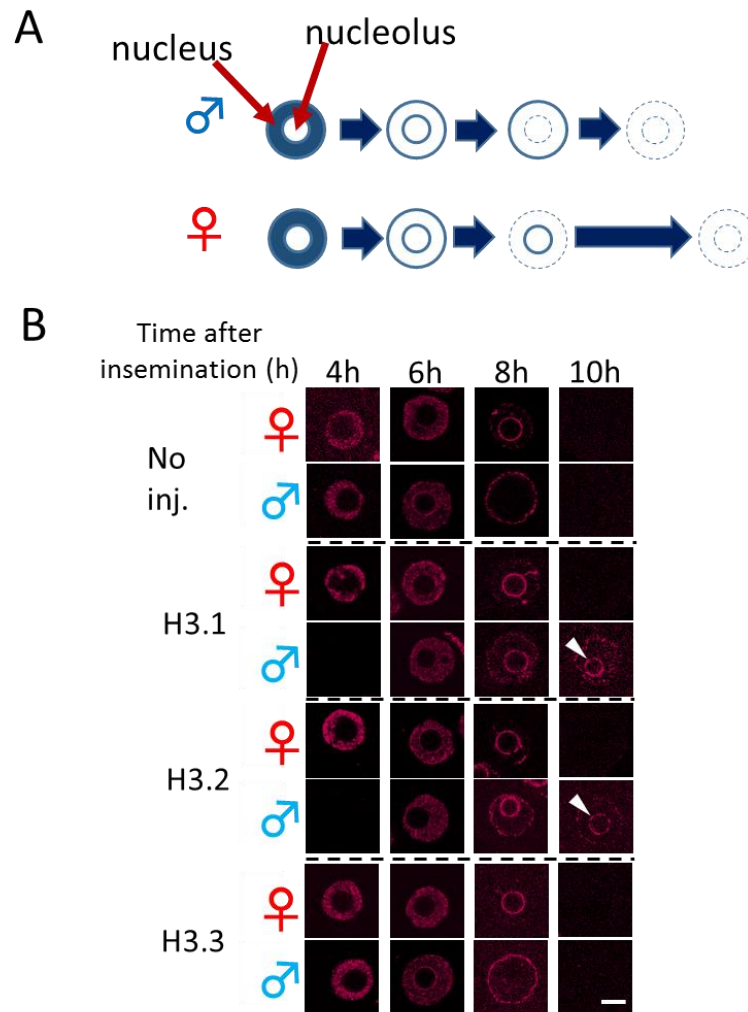 A
nucleus
nucleolus
♂
♀
B
Time after
insemination (h)
4h 6h 8h 10h
No
inj.
♀
♂
H3.1
♀
♂
H3.2
♀
♂
H3.3
♀
♂